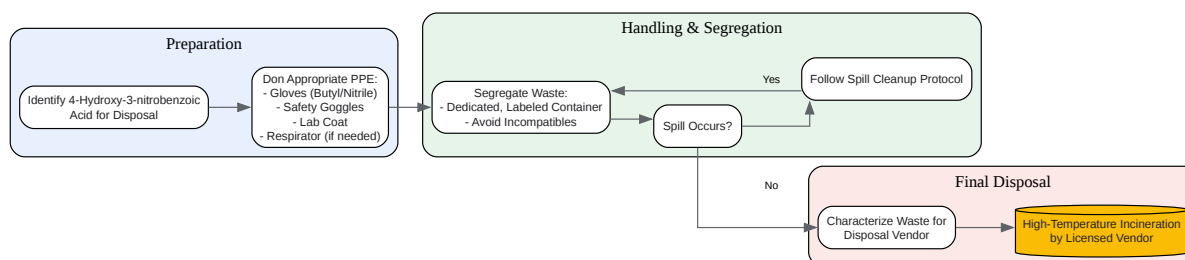 Preparation
Identify 4-Hydroxy-3-nitrobenzoic
Acid for Disposal
Don Appropriate PPE:
- Gloves (Butyl/Nitrile)
- Safety Goggles
- Lab Coat
- Respirator (if needed)
Handling & Segregation
Segregate Waste:
- Dedicated, Labeled Container
- Avoid Incompatibles
Spill Occurs?
Yes
Follow Spill Cleanup Protocol
No
Final Disposal
Characterize Waste for
Disposal Vendor
High-Temperature Incineration
by Licensed Vendor